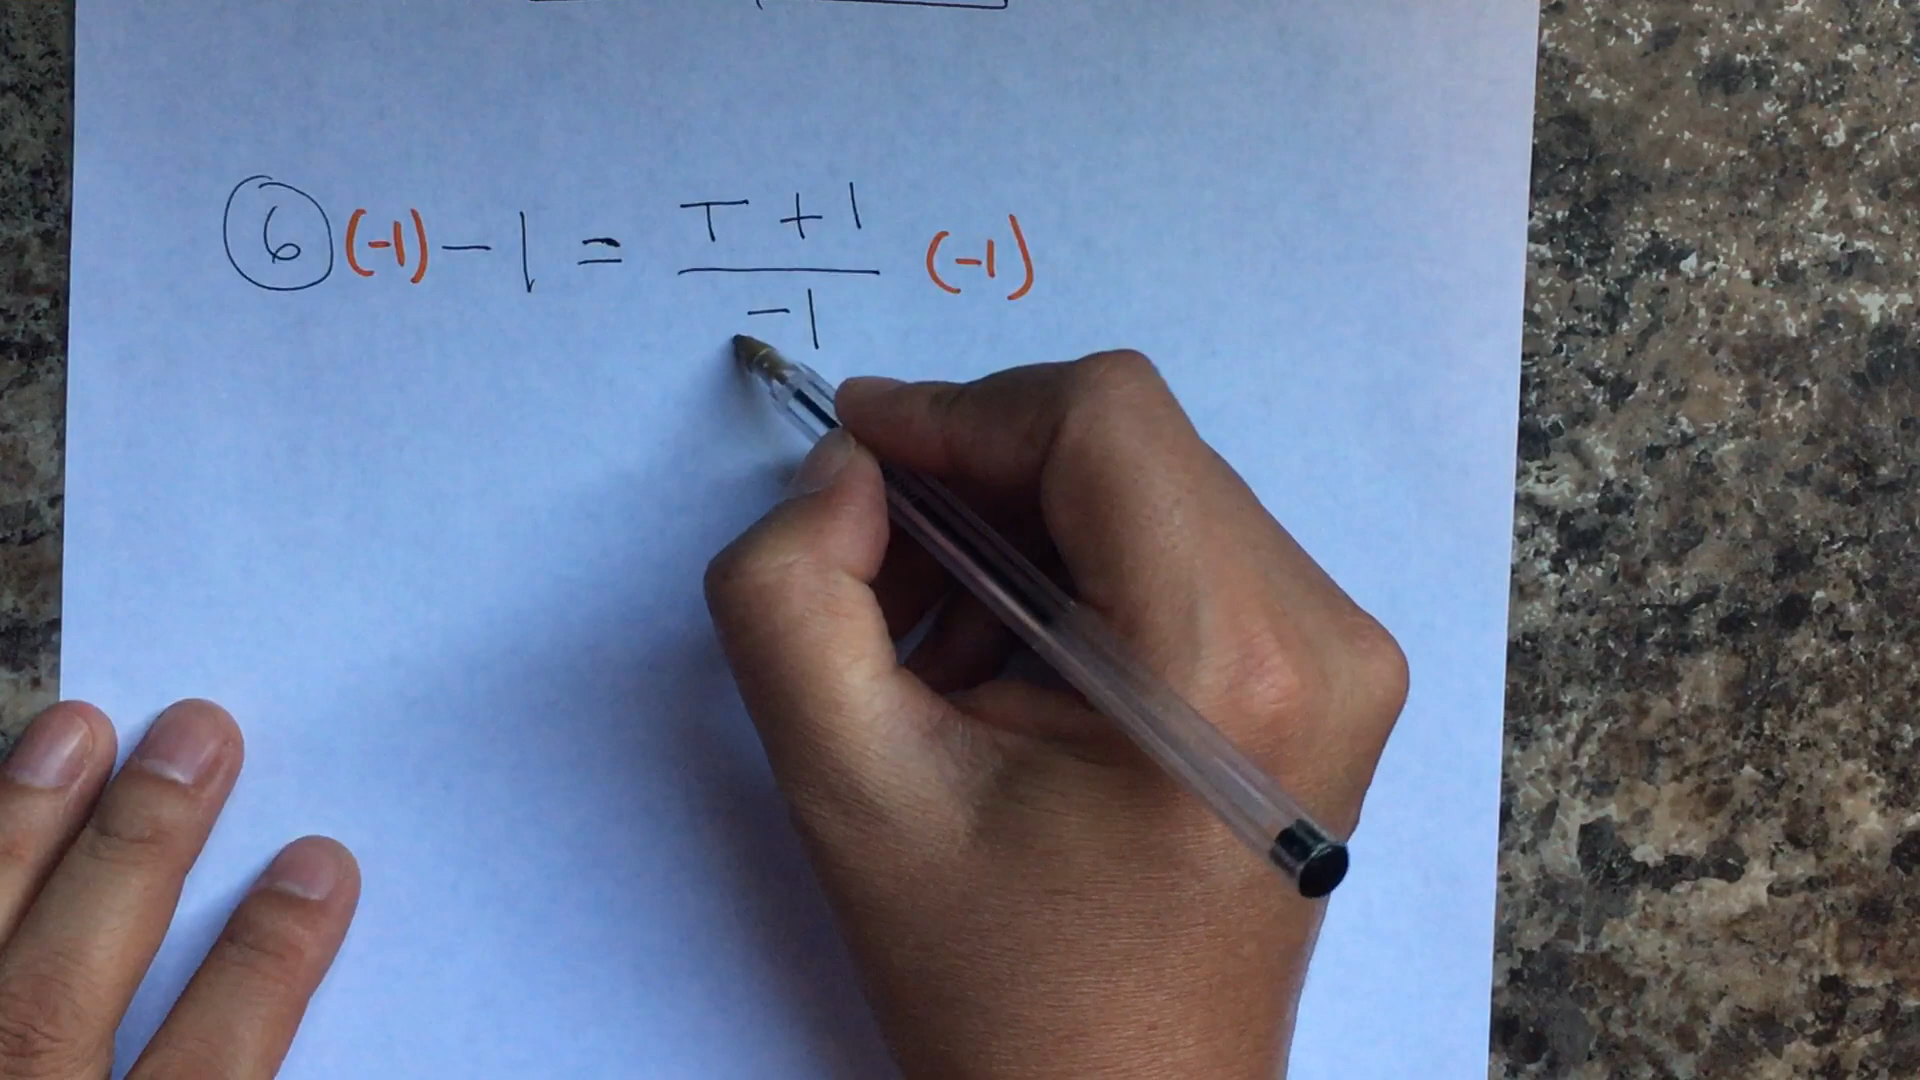 6 (-1) - 1 = T + 1 / -1 (-1)